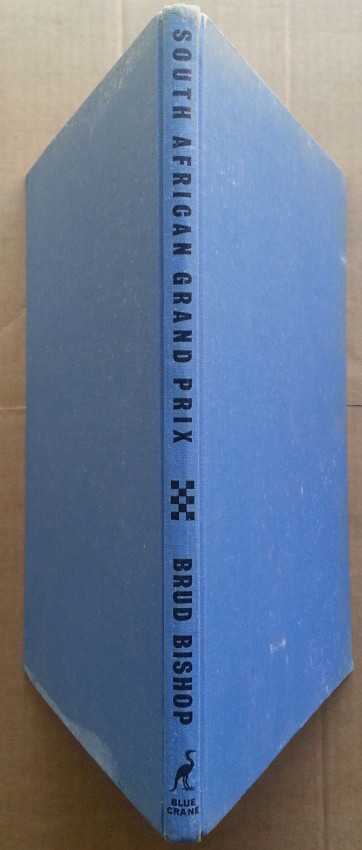 SOUTH AFRICAN GRAND PRIX
BRUD BISHOP
BLUE
CRANE